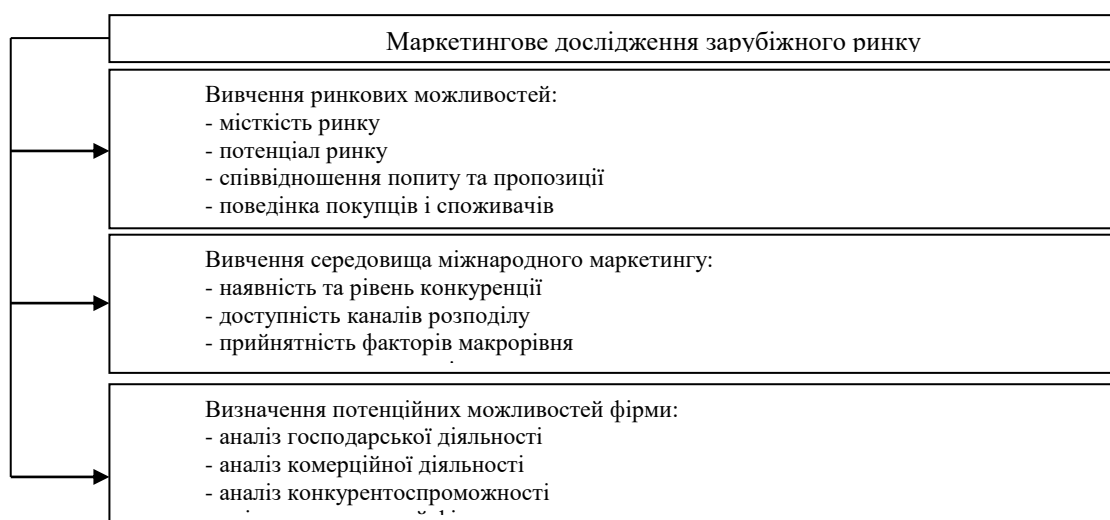 Маркетингове дослідження зарубіжного ринку
Вивчення ринкових можливостей:
- місткість ринку
- потенціал ринку
- співвідношення попиту та пропозиції
- поведінка покупців і споживачів
Вивчення середовища міжнародного маркетингу:
- наявність та рівень конкуренції
- доступність каналів розподілу
- прийнятність факторів макрорівня
Визначення потенційних можливостей фірми:
- аналіз господарської діяльності
- аналіз комерційної діяльності
- аналіз конкурентоспроможності